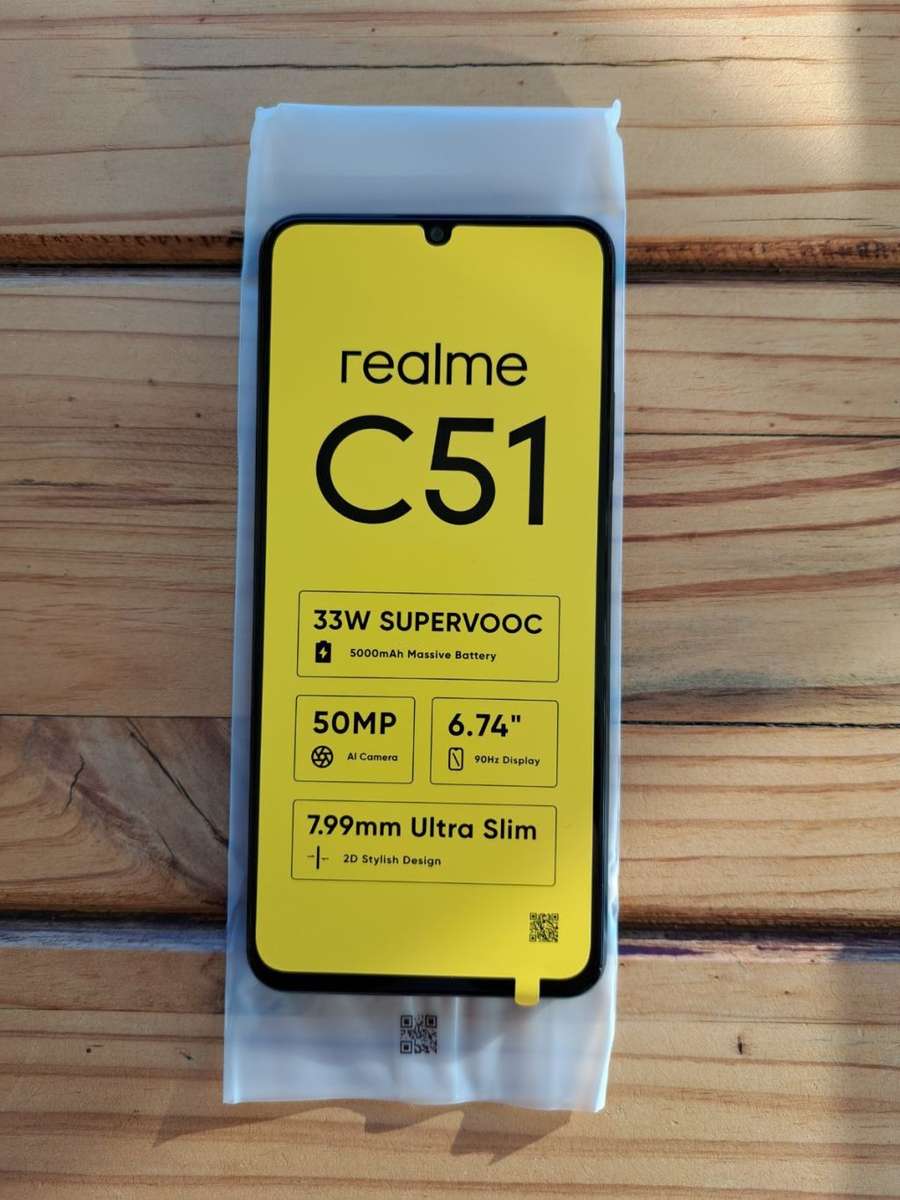 realme
C51
33W SUPERVOOC
5000mAh Massive Battery
50MP
AI Camera
6.74"
90Hz Display
7.99mm Ultra Slim
2D Stylish Design